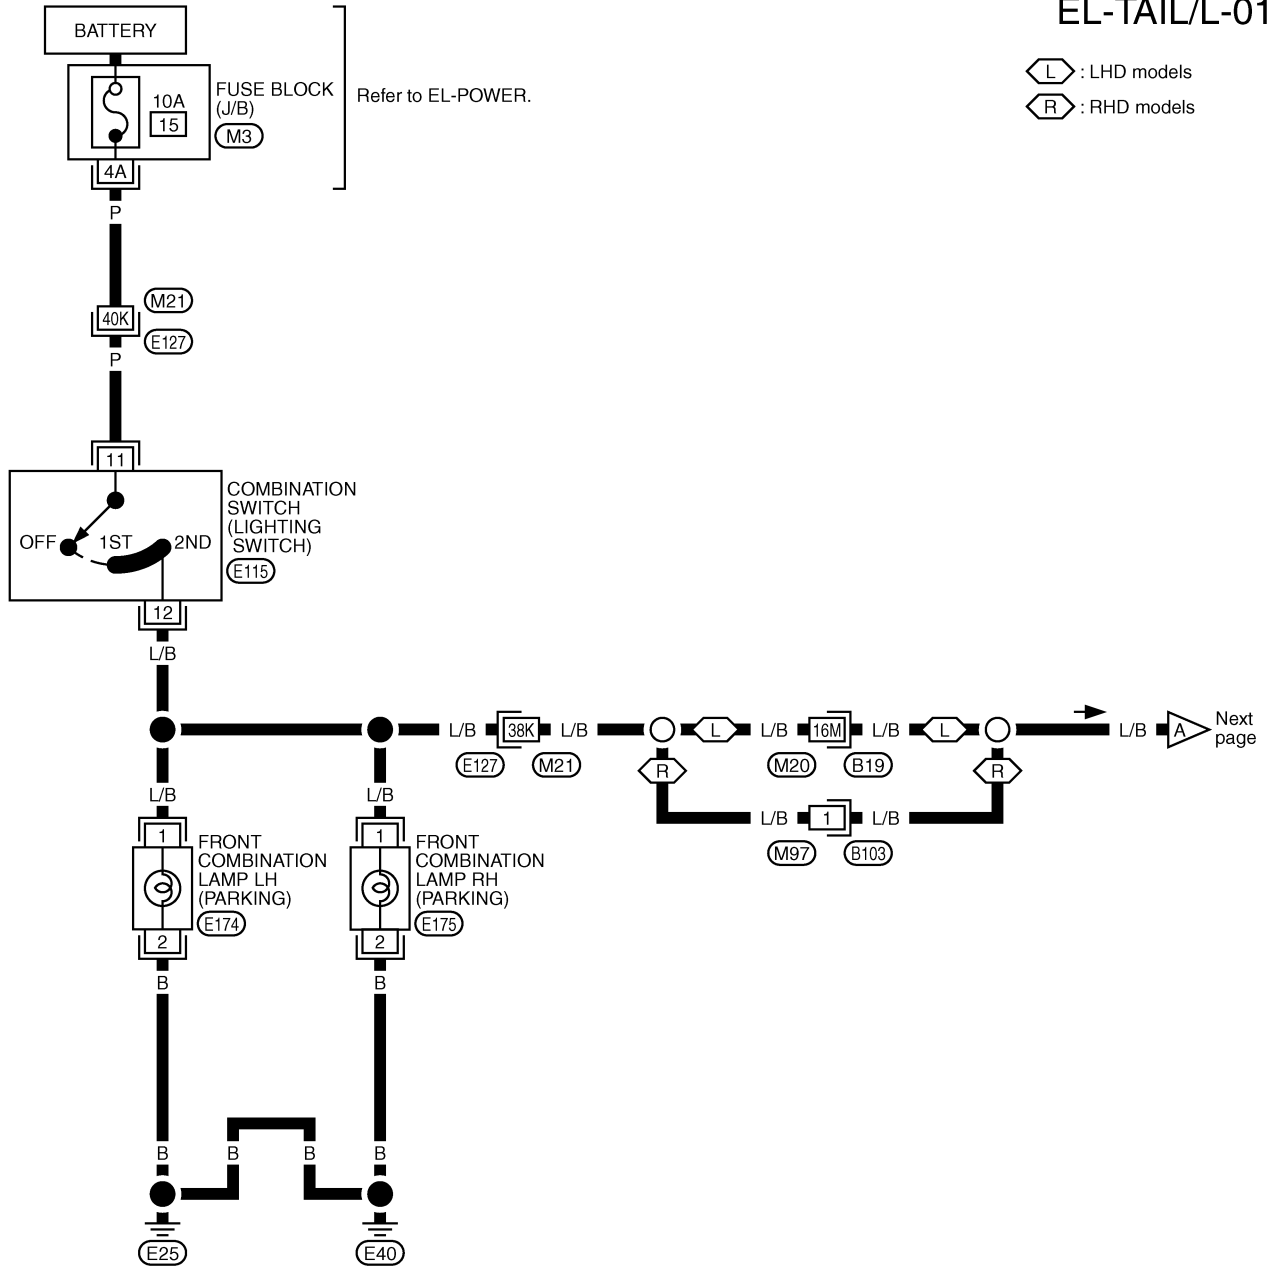 EL-TAIL/L-01
BATTERY
L : LHD models
R : RHD models
10A
15
FUSE BLOCK
(J/B)
M3
Refer to EL-POWER.
4A
P
M21
40K
E127
P
11
COMBINATION
SWITCH
(LIGHTING
SWITCH)
E115
OFF 1ST 2ND
12
L/B
L/B 38K L/B L L/B 16M L/B L L/B A
Next
page
E127 M21 M20 B19
R R
L/B L/B
L/B 1 L/B
M97 B103
1 1
FRONT
COMBINATION
LAMP LH
(PARKING)
E174
FRONT
COMBINATION
LAMP RH
(PARKING)
E175
2 2
B B
B B B B
E25 E40